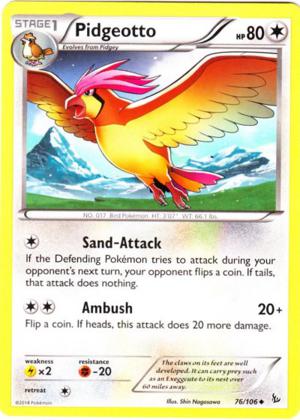 STAGE1 Pidgeotto HP 80
Evolves from Pidgey
NO. 017 Bird Pokémon HT: 3'07" WT: 66.1 lbs.
Sand-Attack
If the Defending Pokémon tries to attack during your
opponent's next turn, your opponent flips a coin. If tails,
that attack does nothing.
Ambush 20+
Flip a coin. If heads, this attack does 20 more damage.
weakness resistance
×2 -20
retreat
The claws on its feet are well
developed. It can carry prey such
as an Exeggcute to its nest over
60 miles away.
©2014 Pokémon Illus. Shin Nagasawa 76/106